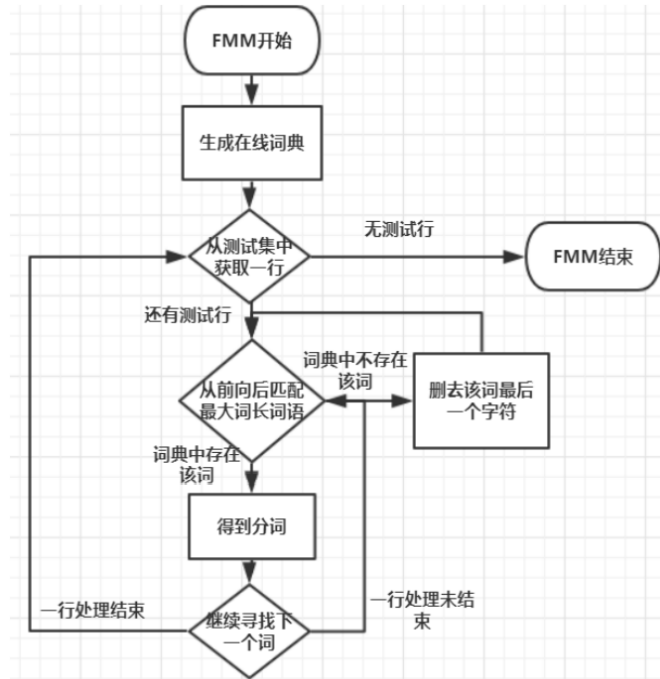 FMM开始
生成在线词典
从测试集中
获取一行
无测试行
FMM结束
还有测试行
词典中不存在
该词
从前向后匹配
最大词长词语
删去该词最后
一个字符
词典中存在
该词
得到分词
一行处理结束
继续寻找下
一个词
一行处理未结
束